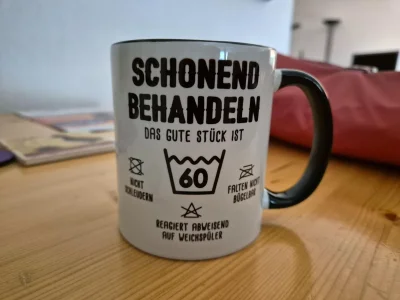 SCHONEND
BEHANDELN
DAS GUTE STÜCK IST
60
NICHT
SCHLEUDERN
FALTEN NICHT
BÜGELBAR
REAGIERT ABWEISEND
AUF WEICHSPÜLER